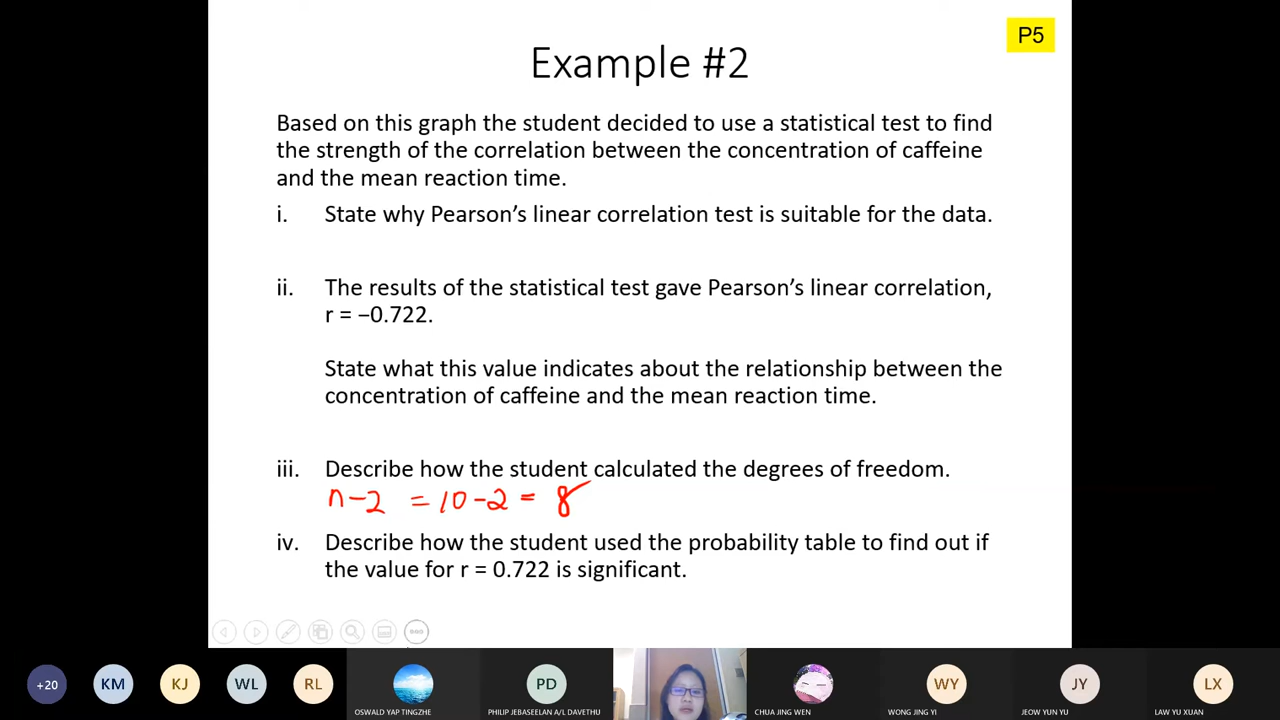 P5
Example #2
Based on this graph the student decided to use a statistical test to find
the strength of the correlation between the concentration of caffeine
and the mean reaction time.
i. State why Pearson’s linear correlation test is suitable for the data.
ii. The results of the statistical test gave Pearson’s linear correlation,
r = −0.722.
State what this value indicates about the relationship between the
concentration of caffeine and the mean reaction time.
iii. Describe how the student calculated the degrees of freedom.
n-2 = 10-2 = 8
iv. Describe how the student used the probability table to find out if
the value for r = 0.722 is significant.
+20 KM KJ WL RL PD WY JY LX
OSWALD YAP TINGZHE PHILIP JEBASEELAN A/L DAVETHU CHUA JING WEN WONG JING YI JEOW YUN YU LAW YU XUAN